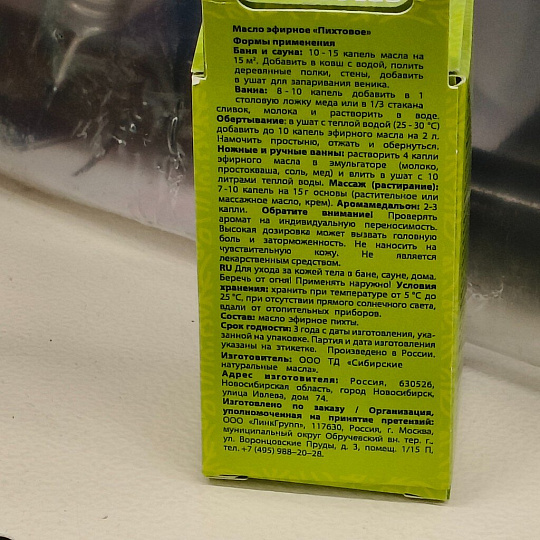 Масло эфирное «Пихтовое»
Формы применения
Баня и сауна: 10-15 капель масла на
15 м². Добавить в ковш с водой, полить
деревянные полки, стены, добавить
в ушат для запаривания веника.
Ванна: 8-10 капель добавить в 1
столовую ложку меда или в 1/3 стакана
сливок, молока и растворить в воде.
Обертывание: в ушат с теплой водой (25-30 °С)
добавить до 10 капель эфирного масла на 2 л.
Намочить простыню, отжать и обернуться.
Ножные и ручные ванны: растворить 4 капли
эфирного масла в эмульгаторе (молоко,
простокваша, соль, мед) и влить в ушат с 10
литрами теплой воды. Массаж (растирание):
7-10 капель на 15 г основы (растительное или
массажное масло, крем). Аромамедальон: 2-3
капли. Обратите внимание! Проверять
аромат на индивидуальную переносимость.
Высокая дозировка может вызвать головную
боль и заторможенность. Не наносить на
чувствительную кожу. Не является
лекарственным средством.
RU Для ухода за кожей тела в бане, сауне, дома.
Беречь от огня! Применять наружно! Условия
хранения: хранить при температуре от 5 °С до
25 °С, при отсутствии прямого солнечного света,
вдали от отопительных приборов.
Состав: масло эфирное пихты.
Срок годности: 3 года с даты изготовления, ука-
занной на упаковке. Партия и дата изготовления
указаны на этикетке. Произведено в России.
Изготовитель: ООО ТД «Сибирские
натуральные масла».
Адрес изготовителя: Россия, 630526,
Новосибирская область, город Новосибирск,
улица Ивлева, дом 74.
Изготовлено по заказу / Организация,
уполномоченная на принятие претензий:
ООО «ЛинкГрупп», 117630, Россия, г. Москва,
муниципальный округ Обручевский вн. тер. г.,
ул. Воронцовские Пруды, д. 3, помещ. 1/15 П,
тел. +7 (495) 988-20-28.